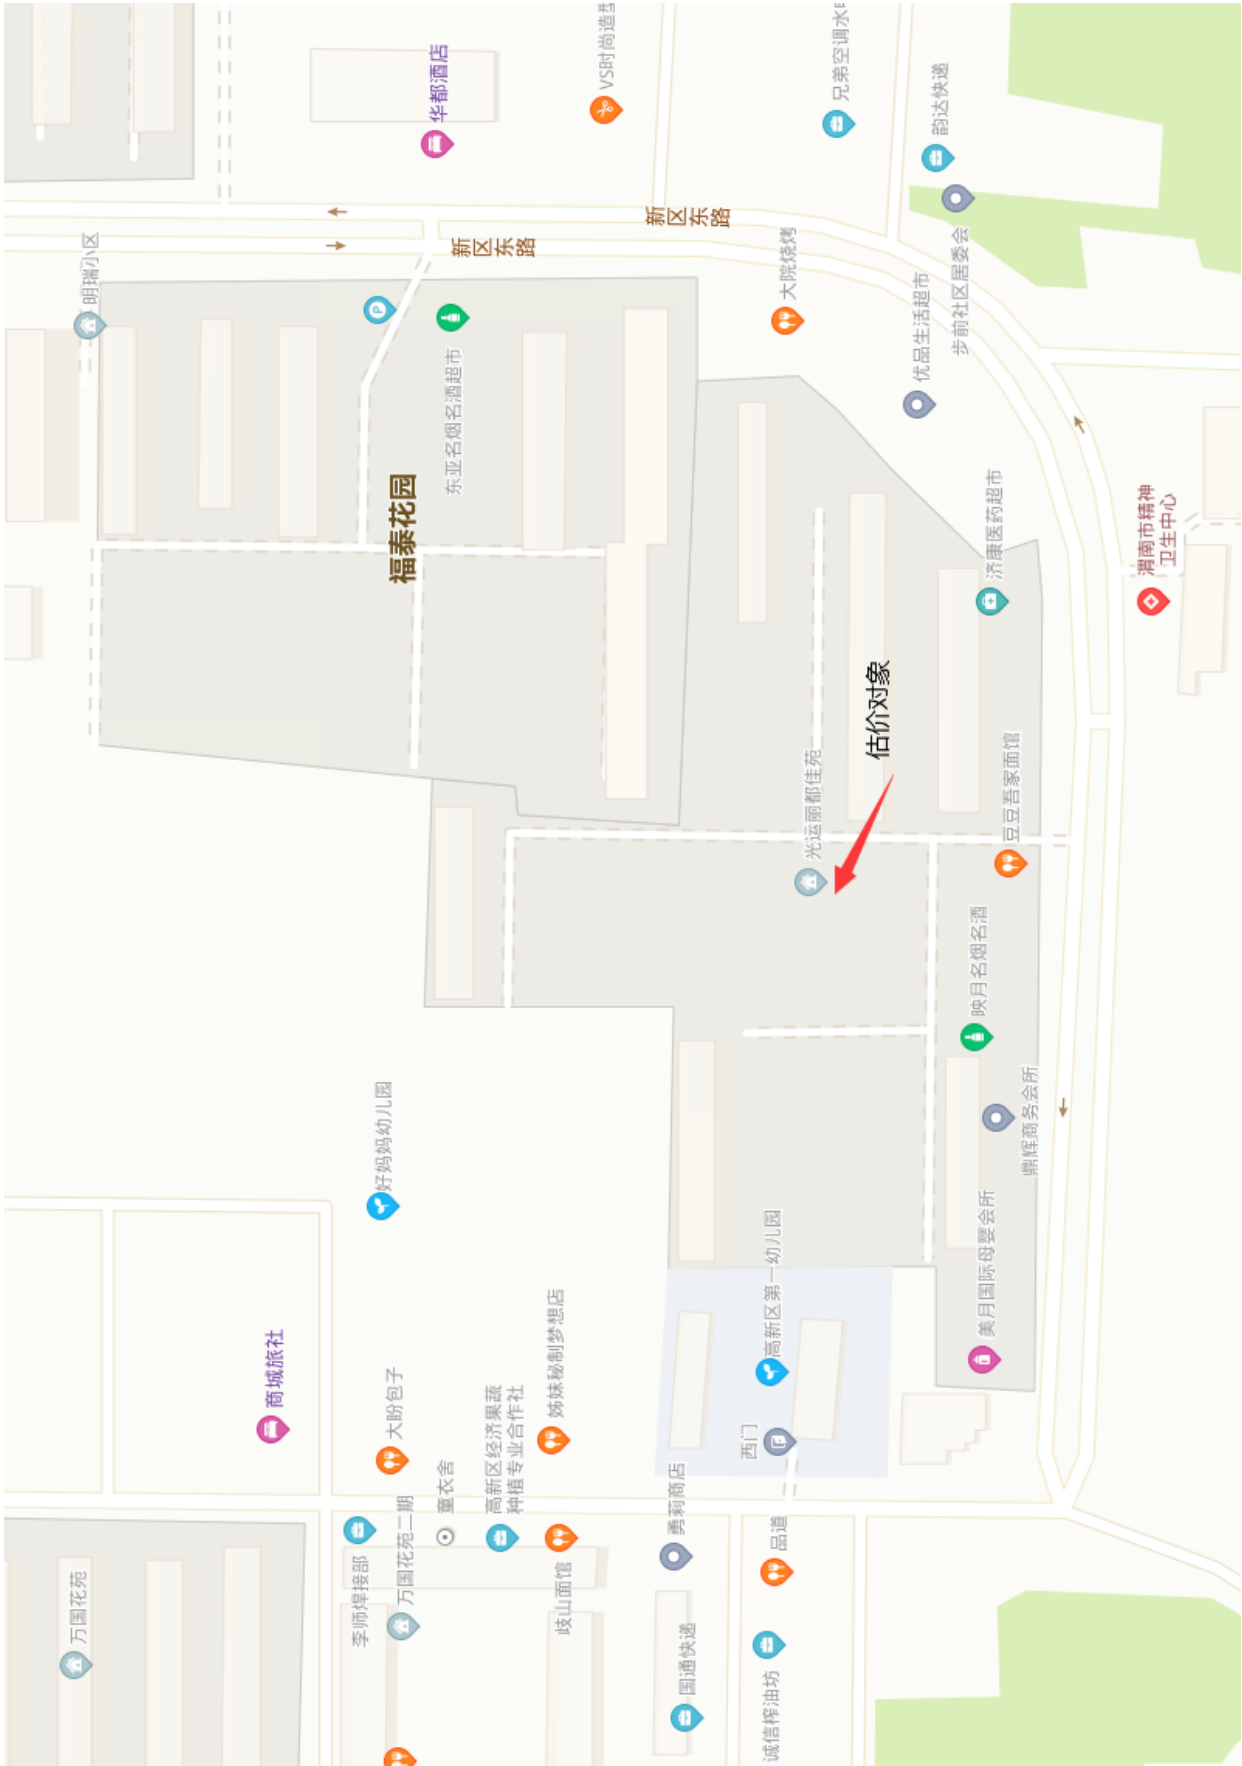 万国花苑
明瑞小区
商城旅社
李师焊接部
P
好妈妈幼儿园
大盼包子
福泰花园
万国花苑二期
华都酒店
童衣舍
东亚名烟名酒超市
高新区经济果蔬
种植专业合作社
新区东路
姊妹秘制梦想店
歧山面馆
VS时尚造型
勇莉商店
国通快递
新区东路
西门
诚信榨油坊
高新区第一幼儿园
品道
大院烧烤
光运丽都佳苑
兄弟空调水
估价对象
优品生活超市
韵达快递
步前社区居委会
映月名烟名酒
美月国际母婴会所
济康医药超市
豆豆吾家面馆
鼎辉商务会所
渭南市精神
卫生中心